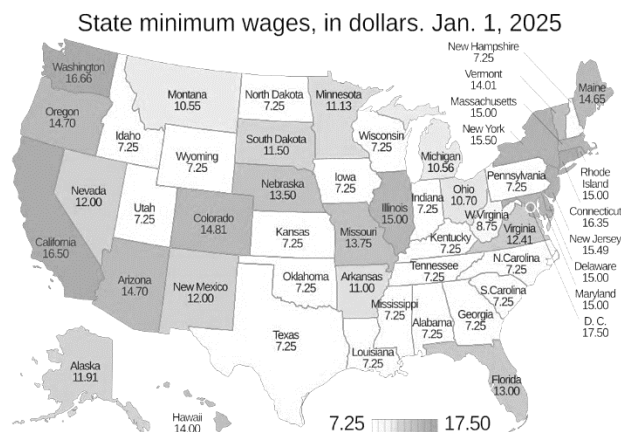 State minimum wages, in dollars. Jan. 1, 2025
Washington
16.66
Oregon
14.70
California
16.50
Nevada
12.00
Idaho
7.25
Montana
10.55
Wyoming
7.25
Utah
7.25
Arizona
14.70
Colorado
14.81
New Mexico
12.00
North Dakota
7.25
South Dakota
11.50
Nebraska
13.50
Kansas
7.25
Oklahoma
7.25
Texas
7.25
Minnesota
11.13
Iowa
7.25
Missouri
13.75
Arkansas
11.00
Louisiana
7.25
Wisconsin
7.25
Illinois
15.00
Michigan
10.56
Indiana
7.25
Ohio
10.70
Kentucky
7.25
Tennessee
7.25
Mississippi
7.25
Alabama
7.25
Georgia
7.25
Florida
13.00
S.Carolina
7.25
N.Carolina
7.25
Virginia
12.41
W.Virginia
8.75
Pennsylvania
7.25
New Hampshire
7.25
Vermont
14.01
Massachusetts
15.00
New York
15.50
Maine
14.65
Rhode
Island
15.00
Connecticut
16.35
New Jersey
15.49
Delaware
15.00
Maryland
15.00
D. C.
17.50
Alaska
11.91
Hawaii
14.00
7.25 17.50